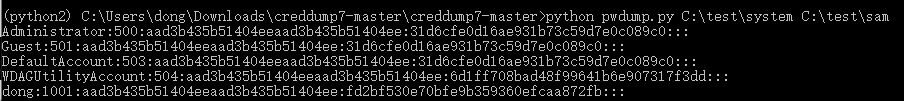 (python2) C:\Users\dong\Downloads\creddump7-master\creddump7-master>python pwdump.py C:\test\system C:\test\sam
Administrator:500:aad3b435b51404eeaad3b435b51404ee:31d6cfe0d16ae931b73c59d7e0c089c0:::
Guest:501:aad3b435b51404eeaad3b435b51404ee:31d6cfe0d16ae931b73c59d7e0c089c0:::
DefaultAccount:503:aad3b435b51404eeaad3b435b51404ee:31d6cfe0d16ae931b73c59d7e0c089c0:::
WDAGUtilityAccount:504:aad3b435b51404eeaad3b435b51404ee:6d1ff708bad48f99641b6e907317f3dd:::
dong:1001:aad3b435b51404eeaad3b435b51404ee:fd2bf530e70bfe9b359360efcaa872fb:::